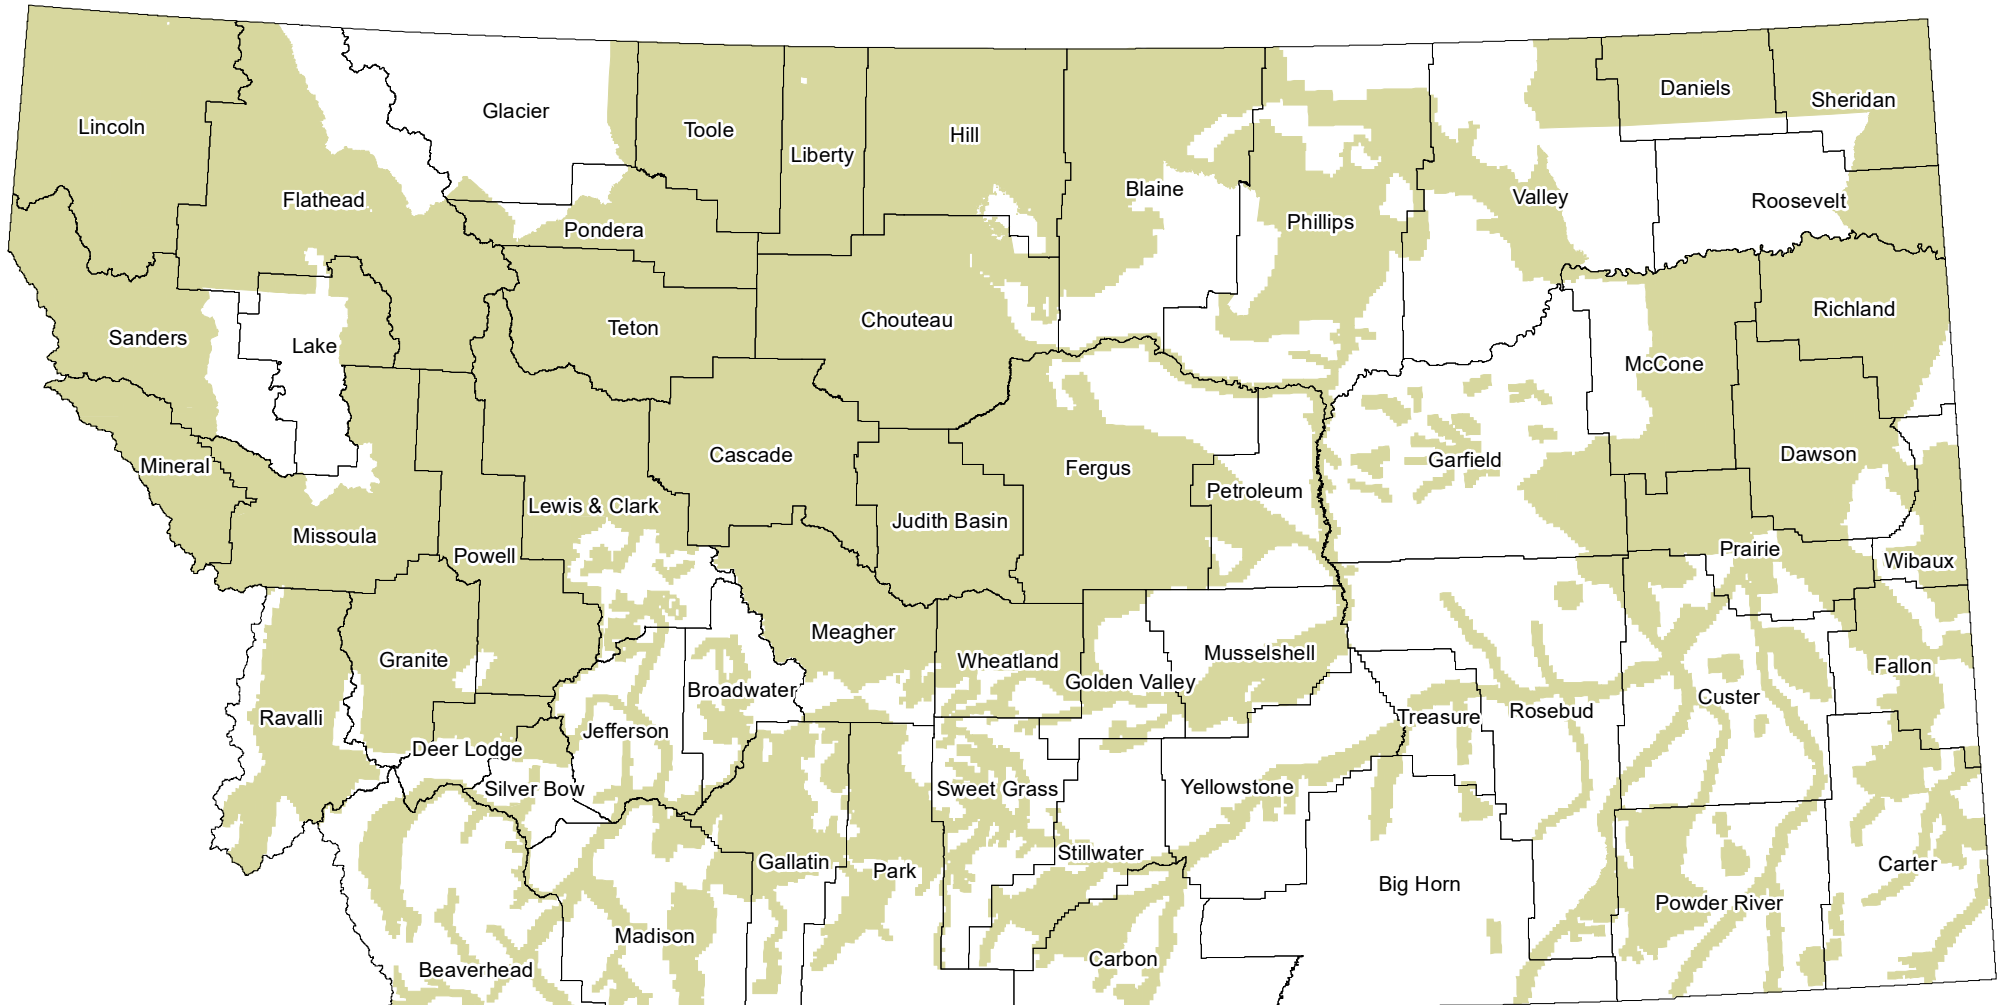 Daniels
Sheridan
Glacier
Lincoln
Toole
Hill
Liberty
Blaine
Valley
Flathead
Roosevelt
Phillips
Pondera
Richland
Chouteau
Teton
Sanders
Lake
McCone
Cascade
Dawson
Garfield
Mineral
Fergus
Petroleum
Lewis & Clark
Judith Basin
Missoula
Prairie
Powell
Wibaux
Meagher
Musselshell
Granite
Wheatland
Fallon
Golden Valley
Broadwater
Custer
Rosebud
Ravalli
Treasure
Jefferson
Deer Lodge
Yellowstone
Silver Bow
Sweet Grass
Stillwater
Gallatin
Carter
Park
Big Horn
Powder River
Madison
Carbon
Beaverhead